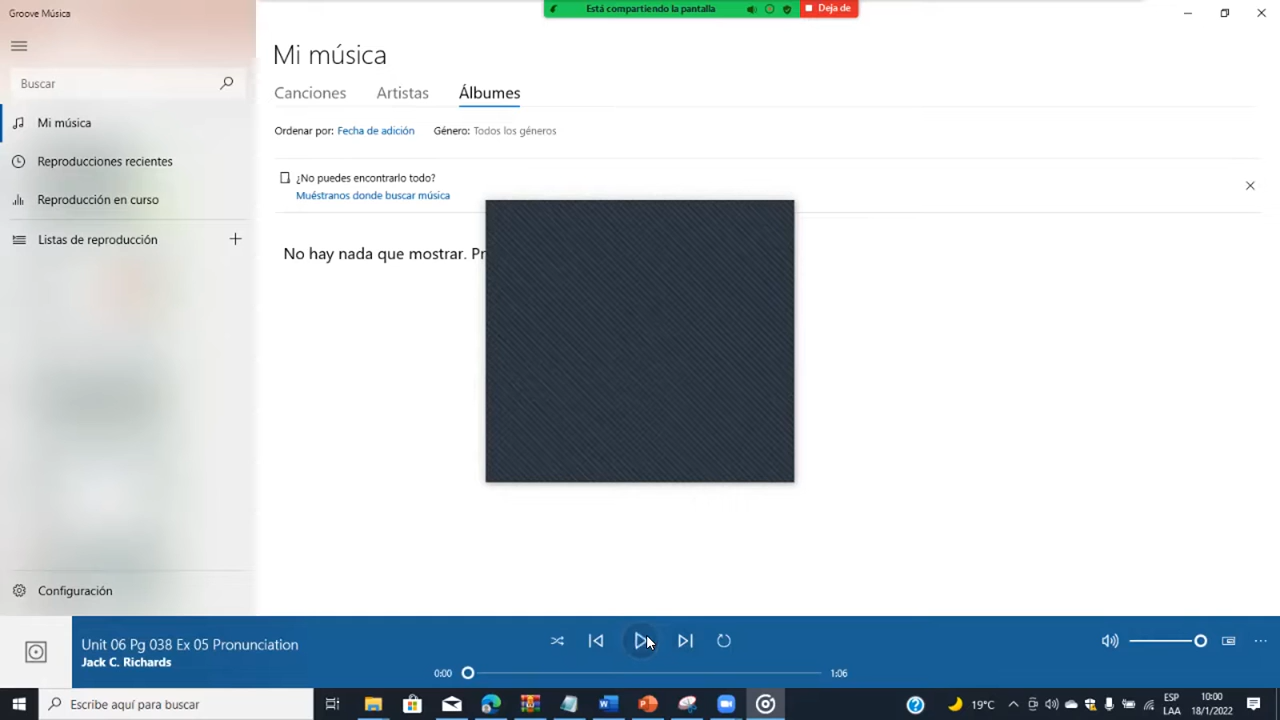 Groove Música
Está compartiendo la pantalla
Deja de
Mi música
Buscar
Canciones Artistas Álbumes
Mi música
Ordenar por: Fecha de adición Género: Todos los géneros
Reproducciones recientes
¿No puedes encontrarlo todo?
Muéstranos donde buscar música
Reproducción en curso
Listas de reproducción
No hay nada que mostrar. Pr
Configuración
Unit 06 Pg 038 Ex 05 Pronunciation
Jack C. Richards
0:00 1:06
Escribe aquí para buscar
19°C
ESP
LAA
10:00
18/1/2022